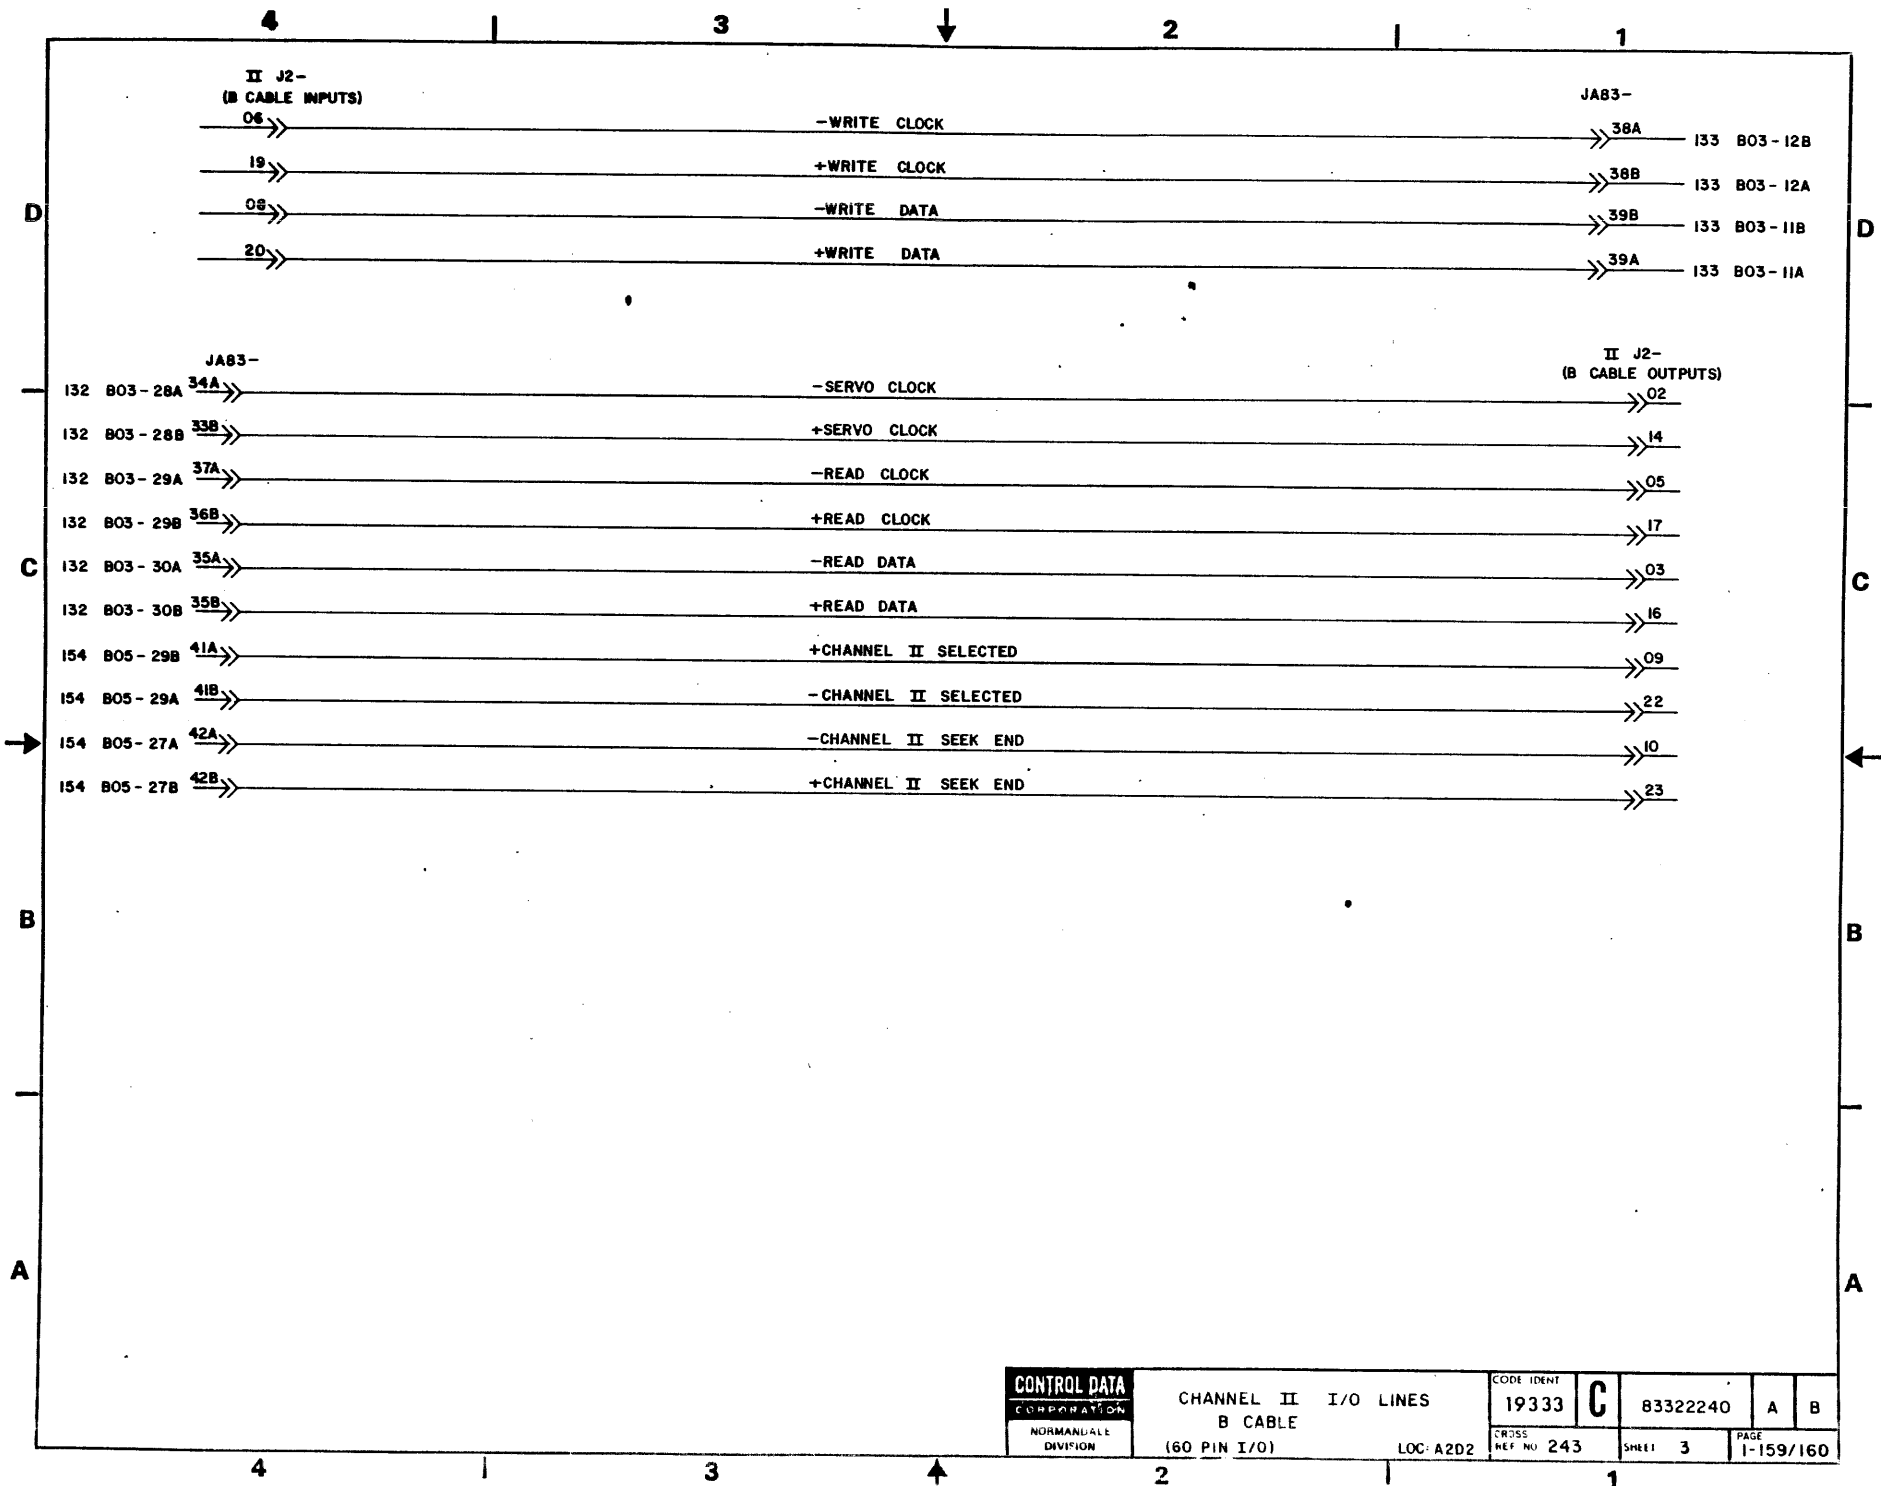 4 3 2 1
II J2-
(B CABLE INPUTS)
JA83-
06 -WRITE CLOCK 38A 133 B03-12B
19 +WRITE CLOCK 38B 133 B03-12A
08 -WRITE DATA 39B 133 B03-11B
20 +WRITE DATA 39A 133 B03-11A
D D
JA83-
II J2-
(B CABLE OUTPUTS)
132 B03-28A 34A -SERVO CLOCK 02
132 B03-28B 33B +SERVO CLOCK 14
132 B03-29A 37A -READ CLOCK 05
132 B03-29B 36B +READ CLOCK 17
132 B03-30A 35A -READ DATA 03
C C
132 B03-30B 35B +READ DATA 16
154 B05-29B 41A +CHANNEL II SELECTED 09
154 B05-29A 41B -CHANNEL II SELECTED 22
154 B05-27A 42A -CHANNEL II SEEK END 10
154 B05-27B 42B +CHANNEL II SEEK END 23
B B
A A
CONTROL DATA
CORPORATION
NORMANDALE
DIVISION
CHANNEL II I/O LINES
B CABLE
(60 PIN I/O) LOC: A2D2
CODE IDENT
19333 C 83322240 A B
CROSS
REF NO 243 SHEET 3 PAGE
1-159/160
4 3 2 1